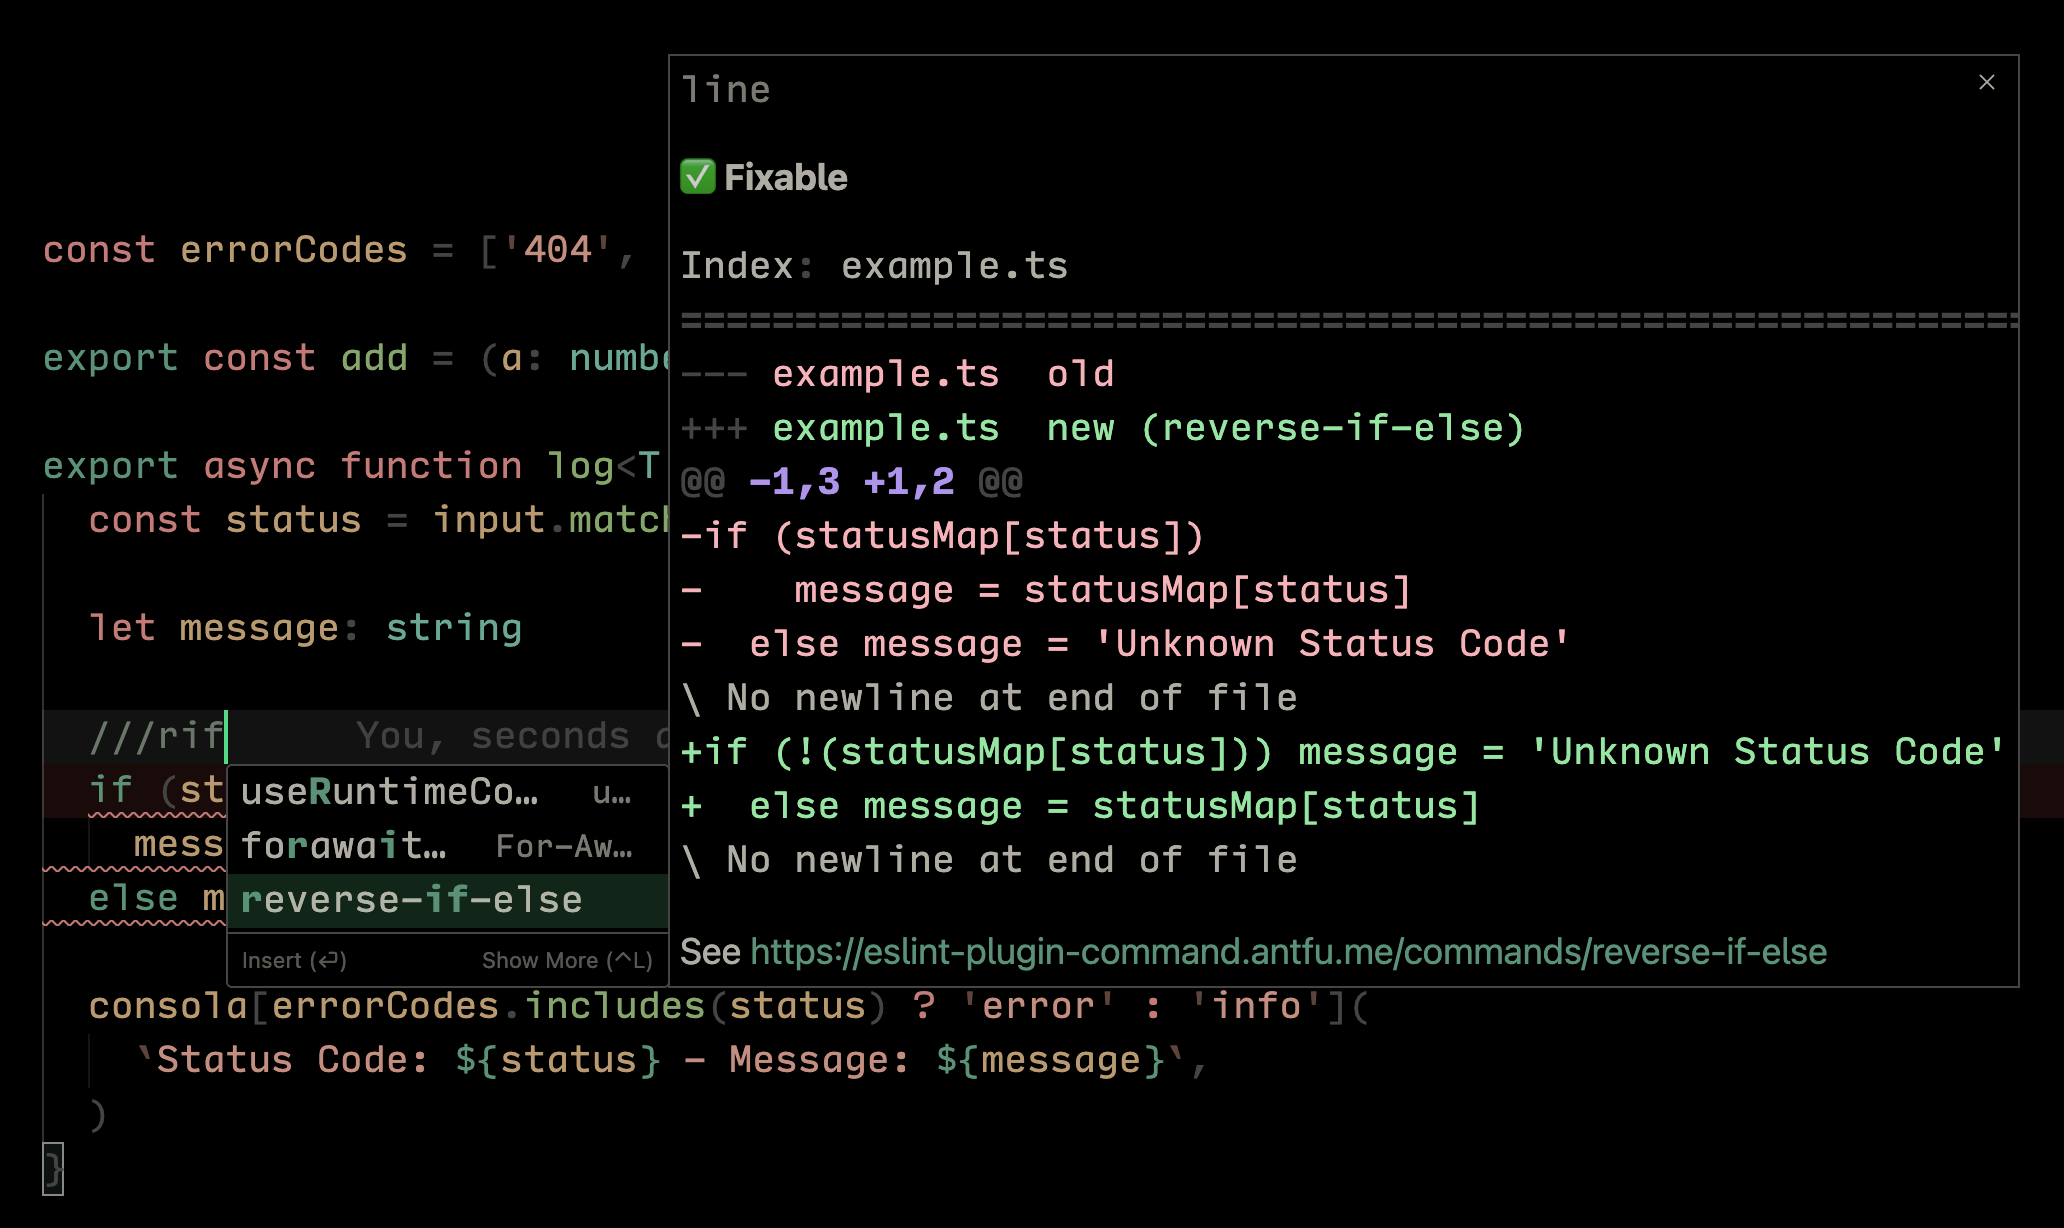 line ×
✅ Fixable
Index: example.ts
===========================================================
--- example.ts  old
+++ example.ts  new (reverse-if-else)
@@ -1,3 +1,2 @@
-if (statusMap[status])
-    message = statusMap[status]
-  else message = 'Unknown Status Code'
\ No newline at end of file
+if (!(statusMap[status])) message = 'Unknown Status Code'
+  else message = statusMap[status]
\ No newline at end of file
See https://eslint-plugin-command.antfu.me/commands/reverse-if-else
const errorCodes = ['404',
export const add = (a: numbe
export async function log<T
const status = input.match
let message: string
///rif You, seconds a
if (st
mess
else m
useRuntimeCo… u…
forawait… For-Aw…
reverse-if-else
Insert (⏎) Show More (^L)
consola[errorCodes.includes(status) ? 'error' : 'info'](
`Status Code: ${status} - Message: ${message}`,
)
}